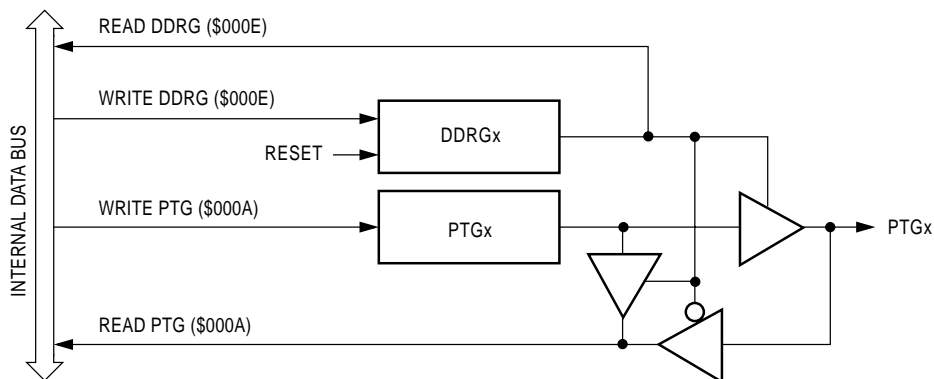 READ DDRG ($000E)
WRITE DDRG ($000E)
DDRGx
RESET
WRITE PTG ($000A)
PTGx
PTGx
READ PTG ($000A)
INTERNAL DATA BUS